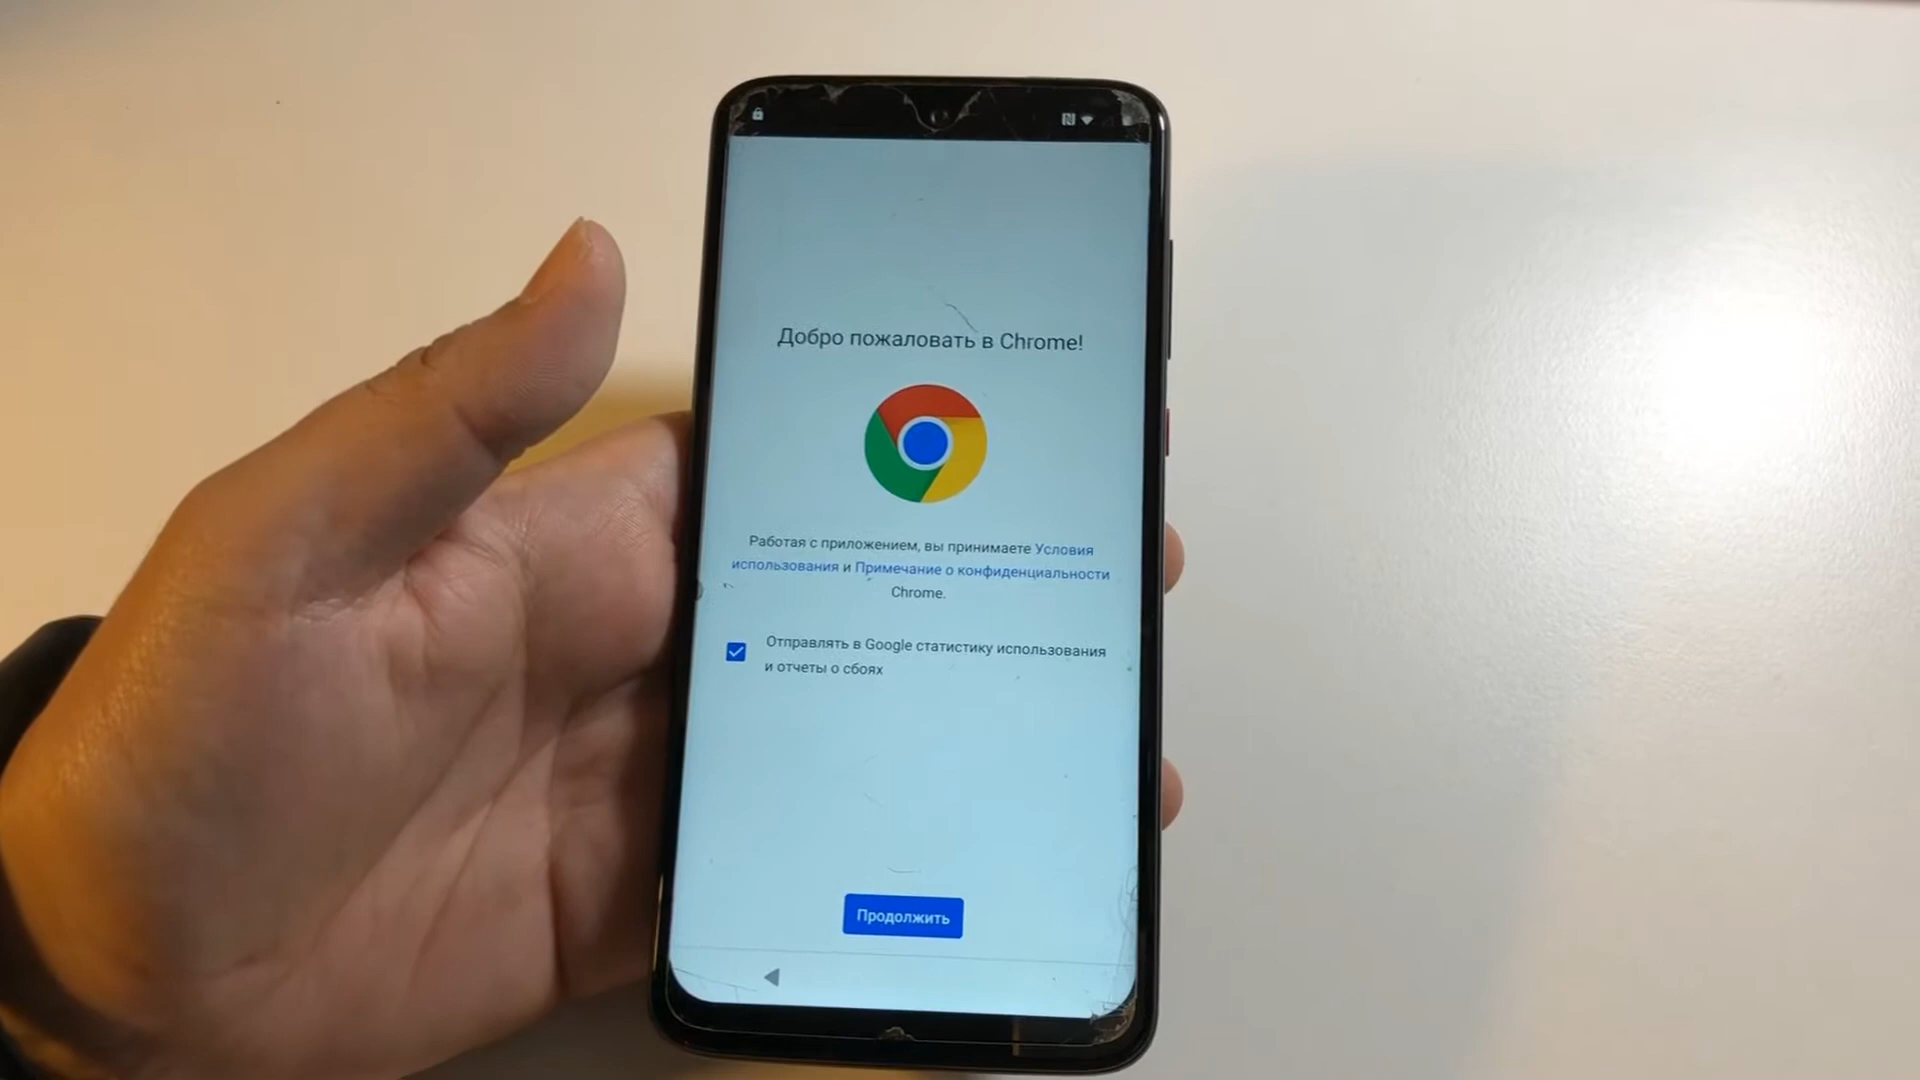 Добро пожаловать в Chrome!
Работая с приложением, вы принимаете Условия
использования и Примечание о конфиденциальности
Chrome.
Отправлять в Google статистику использования
и отчеты о сбоях
Продолжить